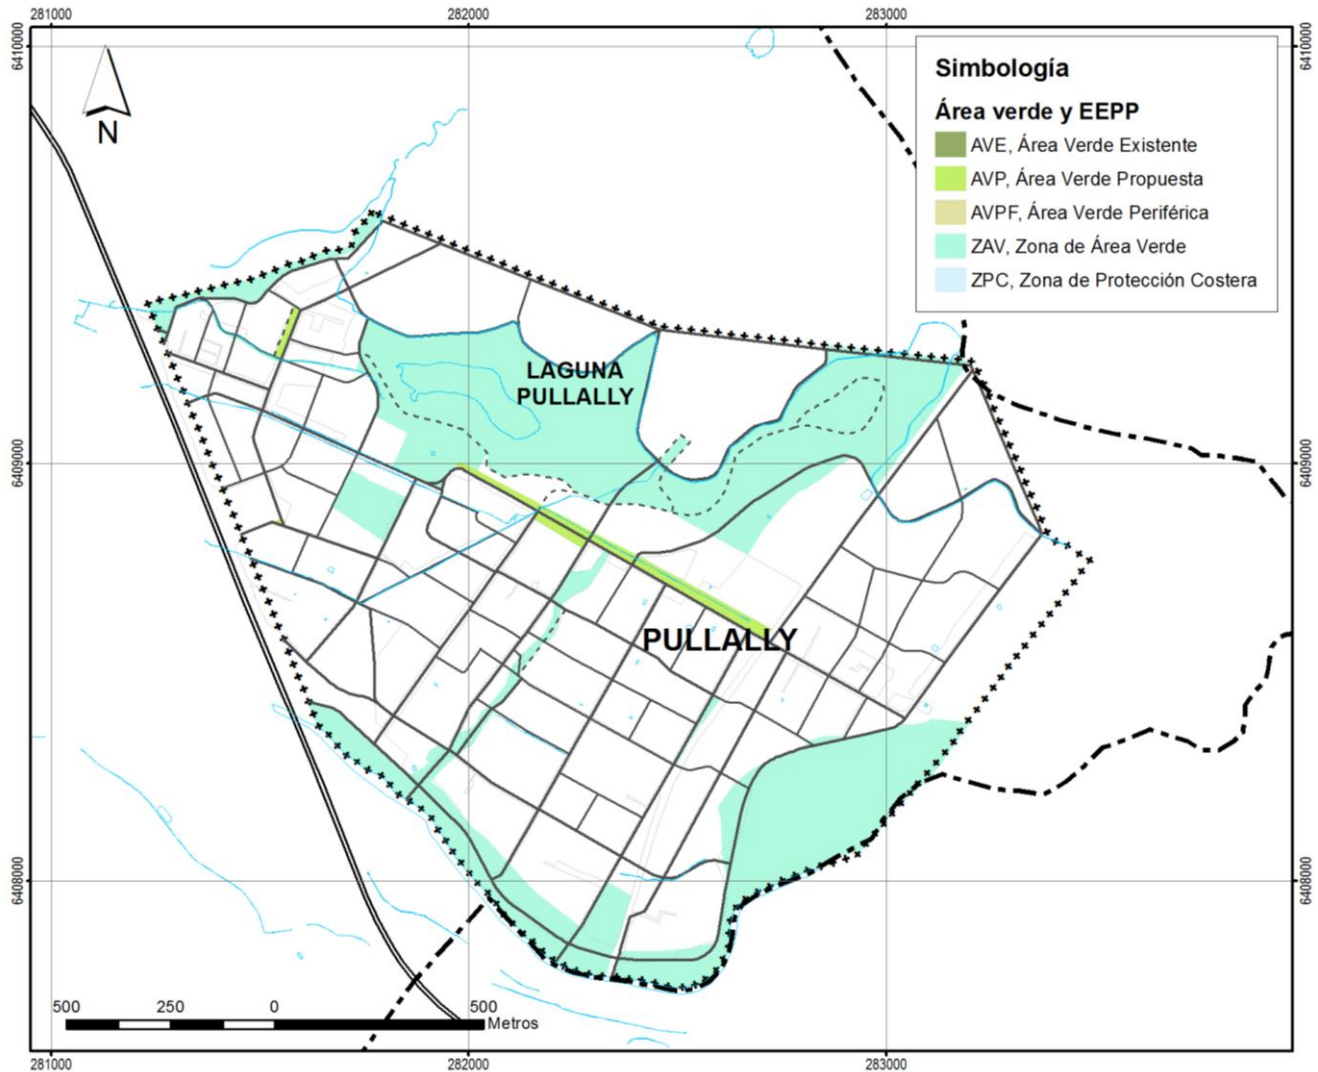 281000
282000
283000
6410000
6410000
Simbología
Área verde y EEPP
AVE, Área Verde Existente
AVP, Área Verde Propuesta
AVPF, Área Verde Periférica
ZAV, Zona de Área Verde
ZPC, Zona de Protección Costera
N
LAGUNA
PULLALLY
6409000
6409000
PULLALLY
6408000
6408000
500 250 0 500
Metros
281000
282000
283000